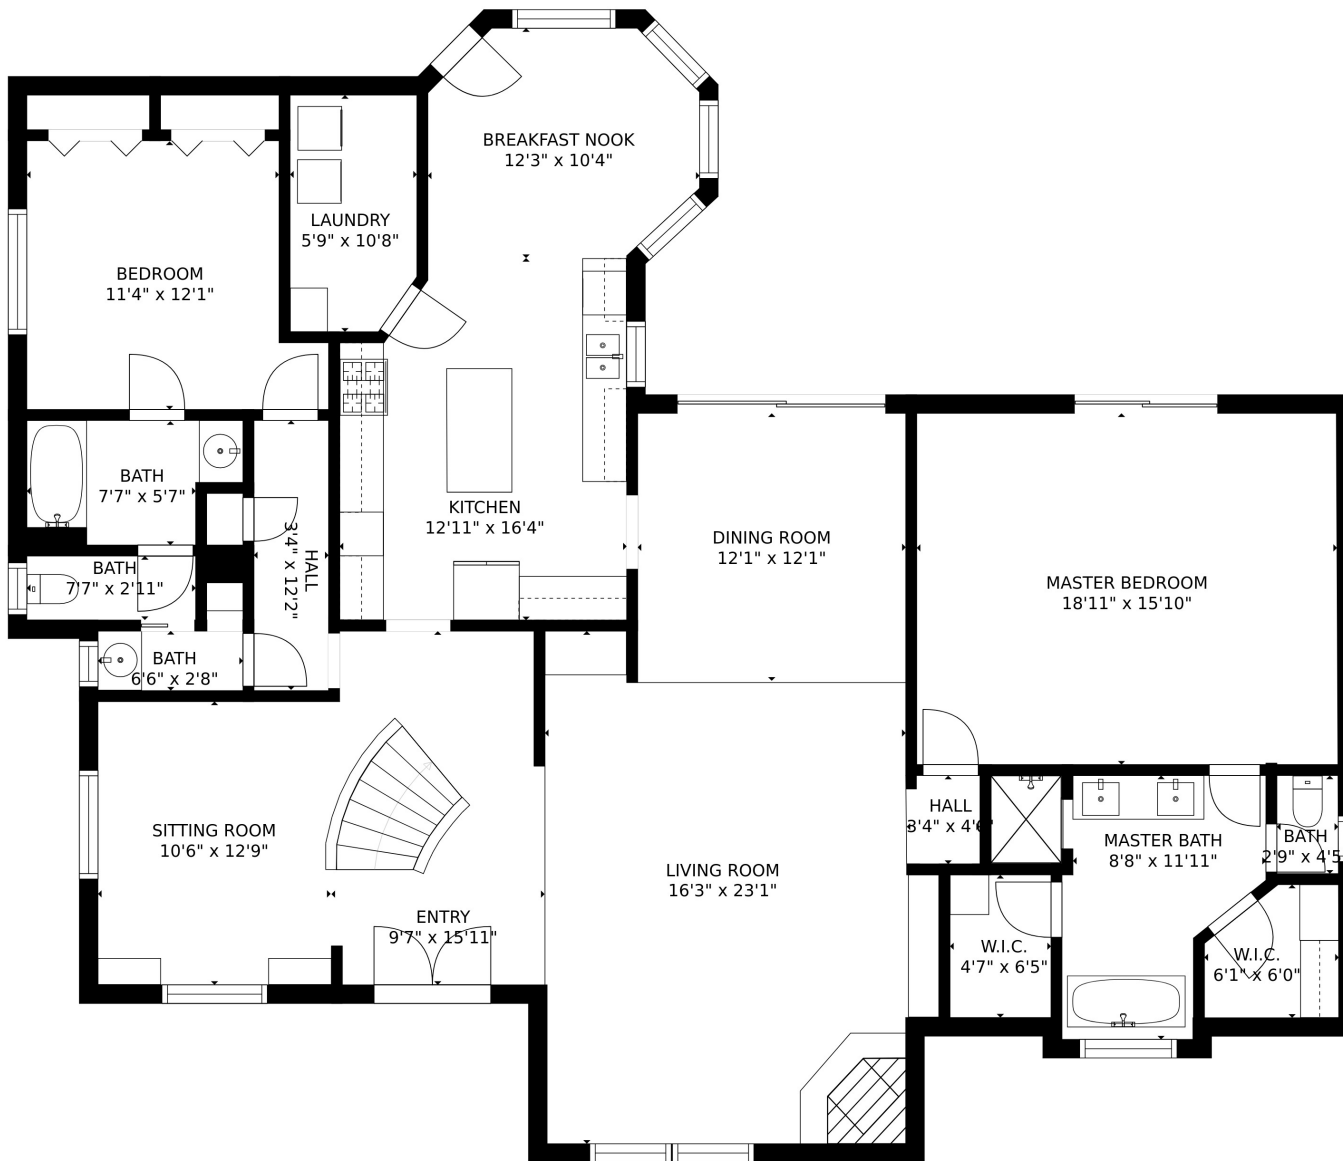 BREAKFAST NOOK
12'3" x 10'4"
LAUNDRY
5'9" x 10'8"
BEDROOM
11'4" x 12'1"
BATH
7'7" x 5'7"
KITCHEN
12'11" x 16'4"
HALL
3'4" x 12'2"
DINING ROOM
12'1" x 12'1"
MASTER BEDROOM
18'11" x 15'10"
BATH
7'7" x 2'11"
BATH
6'6" x 2'8"
SITTING ROOM
10'6" x 12'9"
ENTRY
9'7" x 15'11"
LIVING ROOM
16'3" x 23'1"
HALL
3'4" x 4'6"
MASTER BATH
8'8" x 11'11"
BATH
2'9" x 4'5
W.I.C.
4'7" x 6'5"
W.I.C.
6'1" x 6'0"